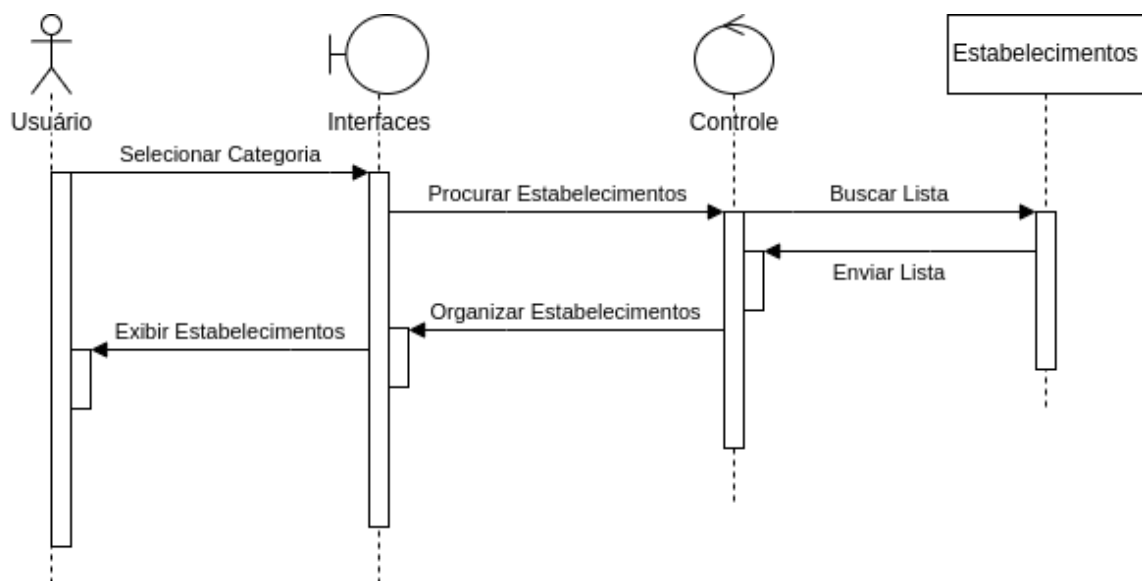 Estabelecimentos
Usuário
Interfaces
Controle
Selecionar Categoria
Procurar Estabelecimentos
Buscar Lista
Enviar Lista
Organizar Estabelecimentos
Exibir Estabelecimentos